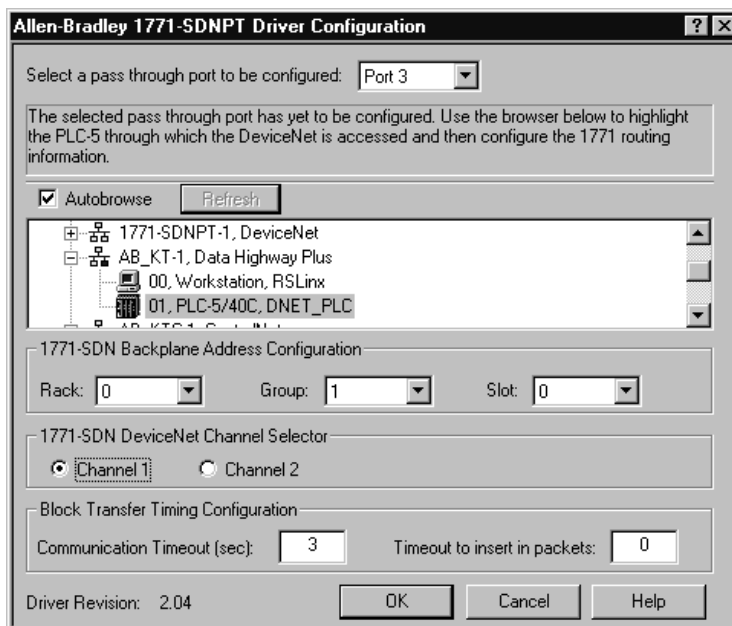 Allen-Bradley 1771-SDNPT Driver Configuration
Select a pass through port to be configured: Port 3
The selected pass through port has yet to be configured. Use the browser below to highlight
the PLC-5 through which the DeviceNet is accessed and then configure the 1771 routing
information.
Autobrowse Refresh
1771-SDNPT-1, DeviceNet
AB_KT-1, Data Highway Plus
00, Workstation, RSLinx
01, PLC-5/40C, DNET_PLC
1771-SDN Backplane Address Configuration
Rack: 0 Group: 1 Slot: 0
1771-SDN DeviceNet Channel Selector
Channel 1 Channel 2
Block Transfer Timing Configuration
Communication Timeout (sec): 3 Timeout to insert in packets: 0
Driver Revision: 2.04 OK Cancel Help